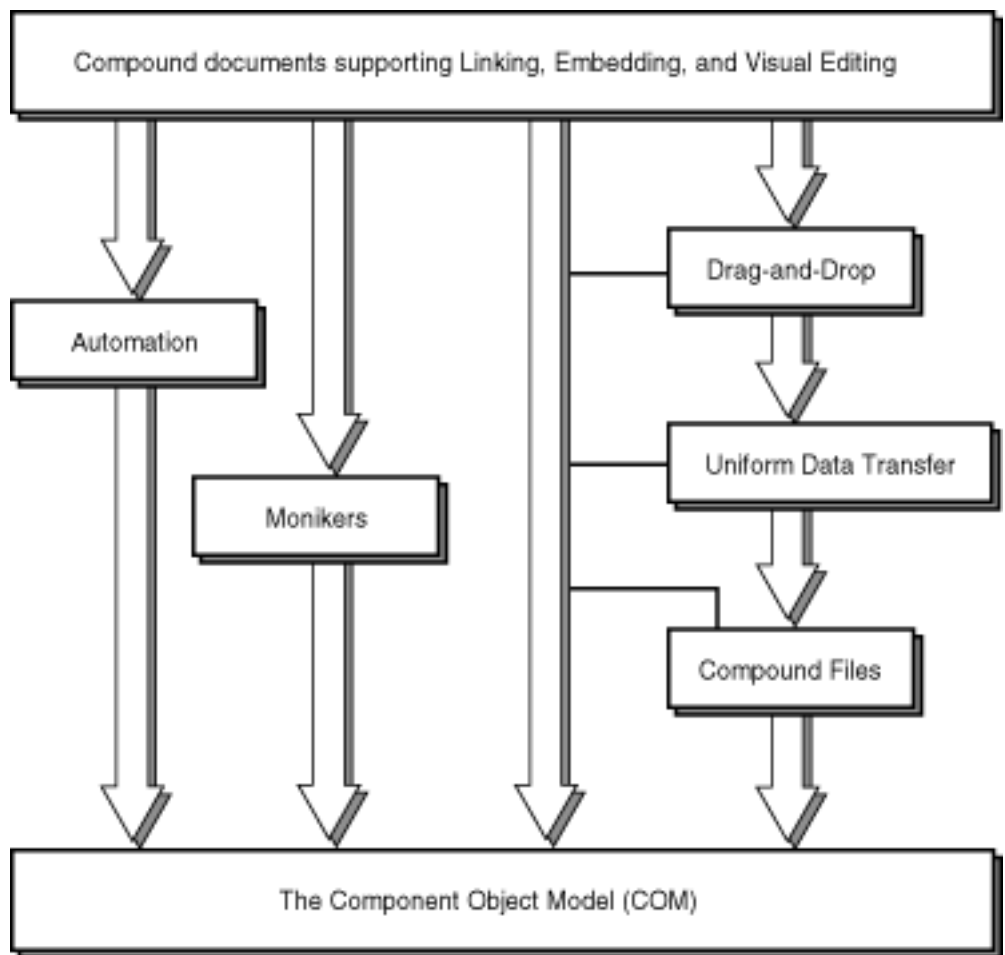 Compound documents supporting Linking, Embedding, and Visual Editing
Drag-and-Drop
Automation
Uniform Data Transfer
Monikers
Compound Files
The Component Object Model (COM)